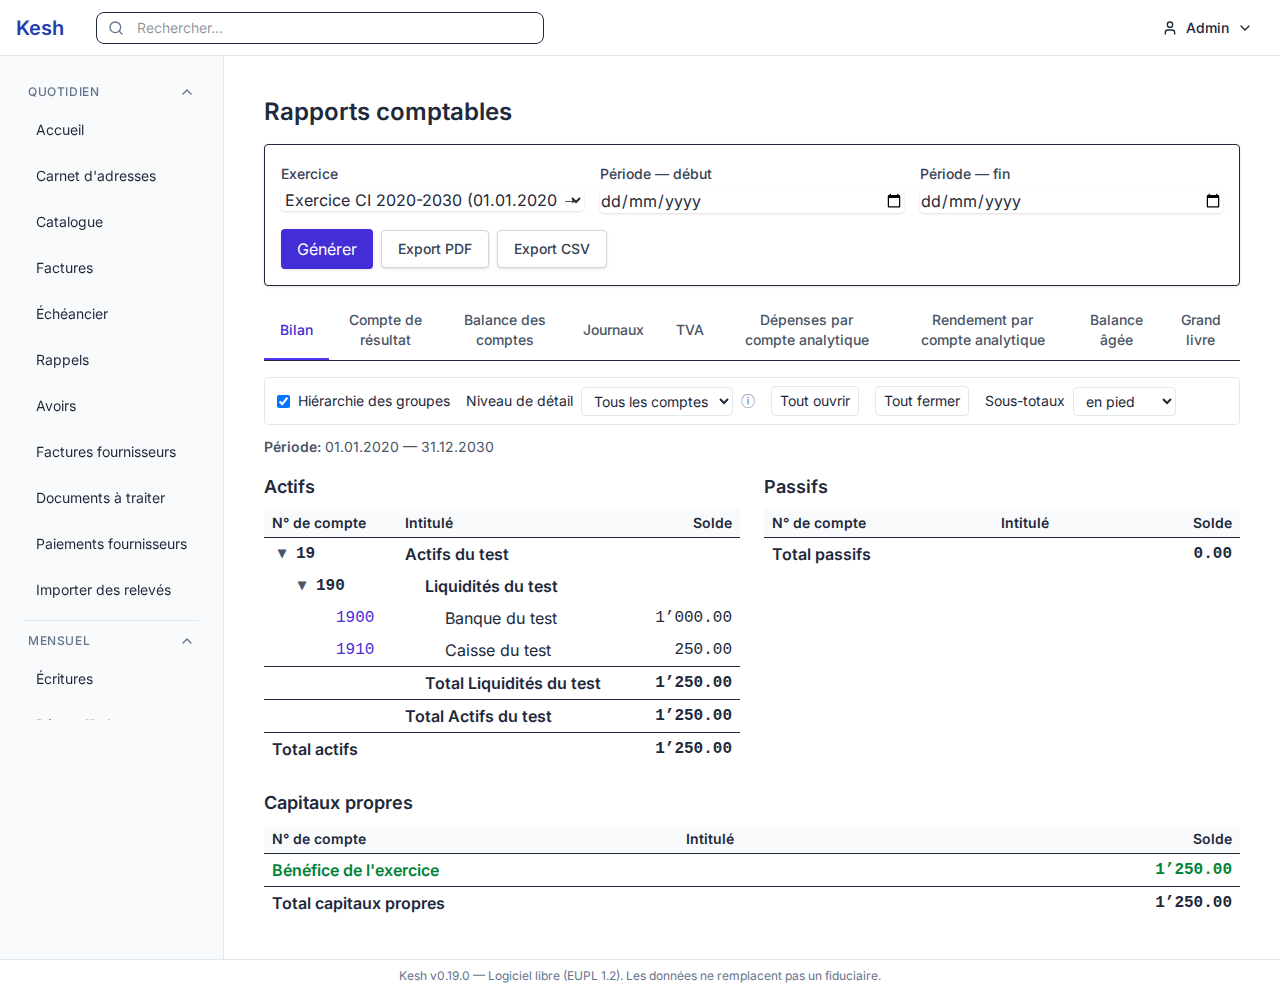 Kesh
Rechercher...
Admin
QUOTIDIEN
Accueil
Carnet d'adresses
Catalogue
Factures
Échéancier
Rappels
Avoirs
Factures fournisseurs
Documents à traiter
Paiements fournisseurs
Importer des relevés
MENSUEL
Écritures
Rapports comptables
Exercice
Période — début
Période — fin
Exercice CI 2020-2030 (01.01.2020
dd/mm/yyyy
dd/mm/yyyy
Générer
Export PDF
Export CSV
Bilan
Compte de résultat
Balance des comptes
Journaux
TVA
Dépenses par compte analytique
Rendement par compte analytique
Balance âgée
Grand livre
Hiérarchie des groupes
Niveau de détail
Tous les comptes
Tout ouvrir
Tout fermer
Sous-totaux
en pied
Période: 01.01.2020 — 31.12.2030
Actifs
N° de compte Intitulé Solde
▼ 19 Actifs du test
▼ 190 Liquidités du test
1900 Banque du test 1’000.00
1910 Caisse du test 250.00
Total Liquidités du test 1’250.00
Total Actifs du test 1’250.00
Total actifs 1’250.00
Passifs
N° de compte Intitulé Solde
Total passifs 0.00
Capitaux propres
N° de compte Intitulé Solde
Bénéfice de l'exercice 1’250.00
Total capitaux propres 1’250.00
Kesh v0.19.0 — Logiciel libre (EUPL 1.2). Les données ne remplacent pas un fiduciaire.